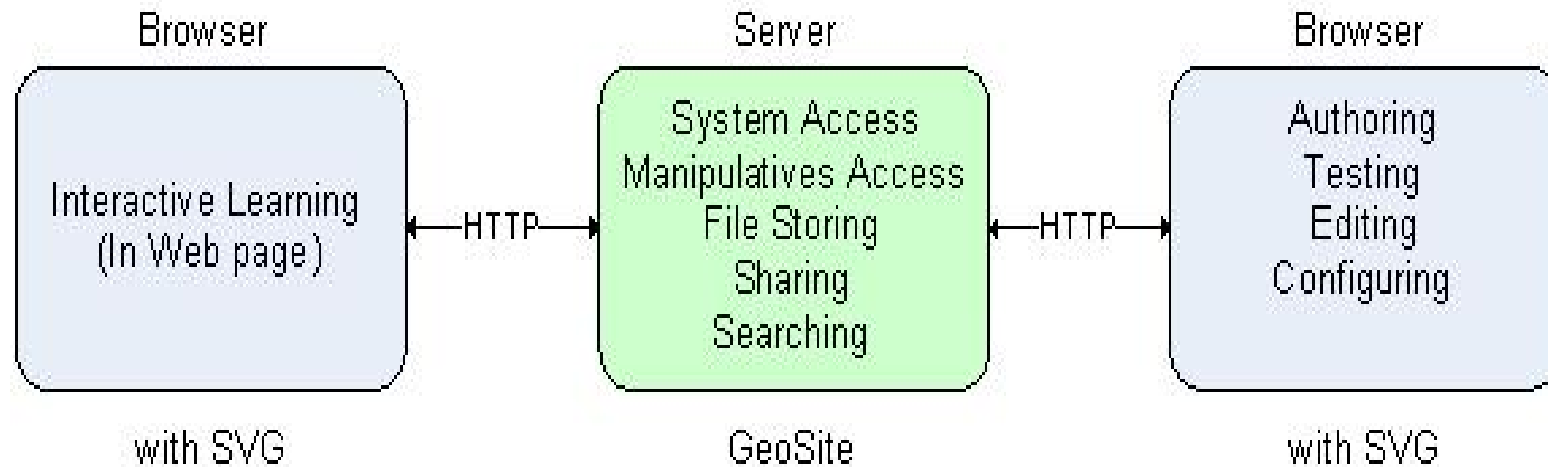 Browser
Interactive Learning
(In Web page)
with SVG
HTTP
Server
System Access
Manipulatives Access
File Storing
Sharing
Searching
GeoSite
HTTP
Browser
Authoring
Testing
Editing
Configuring
with SVG